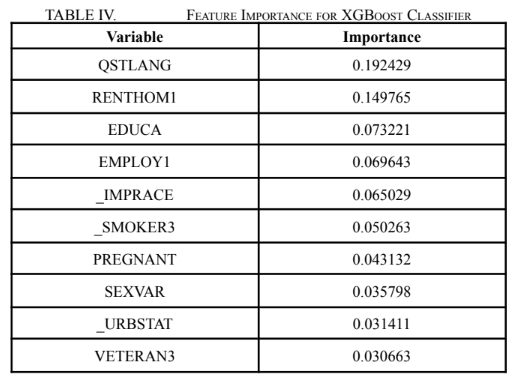 TABLE IV. FEATURE IMPORTANCE FOR XGBOOST CLASSIFIER
Variable Importance
QSTLANG 0.192429
RENTHOM1 0.149765
EDUCA 0.073221
EMPLOY1 0.069643
_IMPRACE 0.065029
_SMOKER3 0.050263
PREGNANT 0.043132
SEXVAR 0.035798
_URBSTAT 0.031411
VETERAN3 0.030663